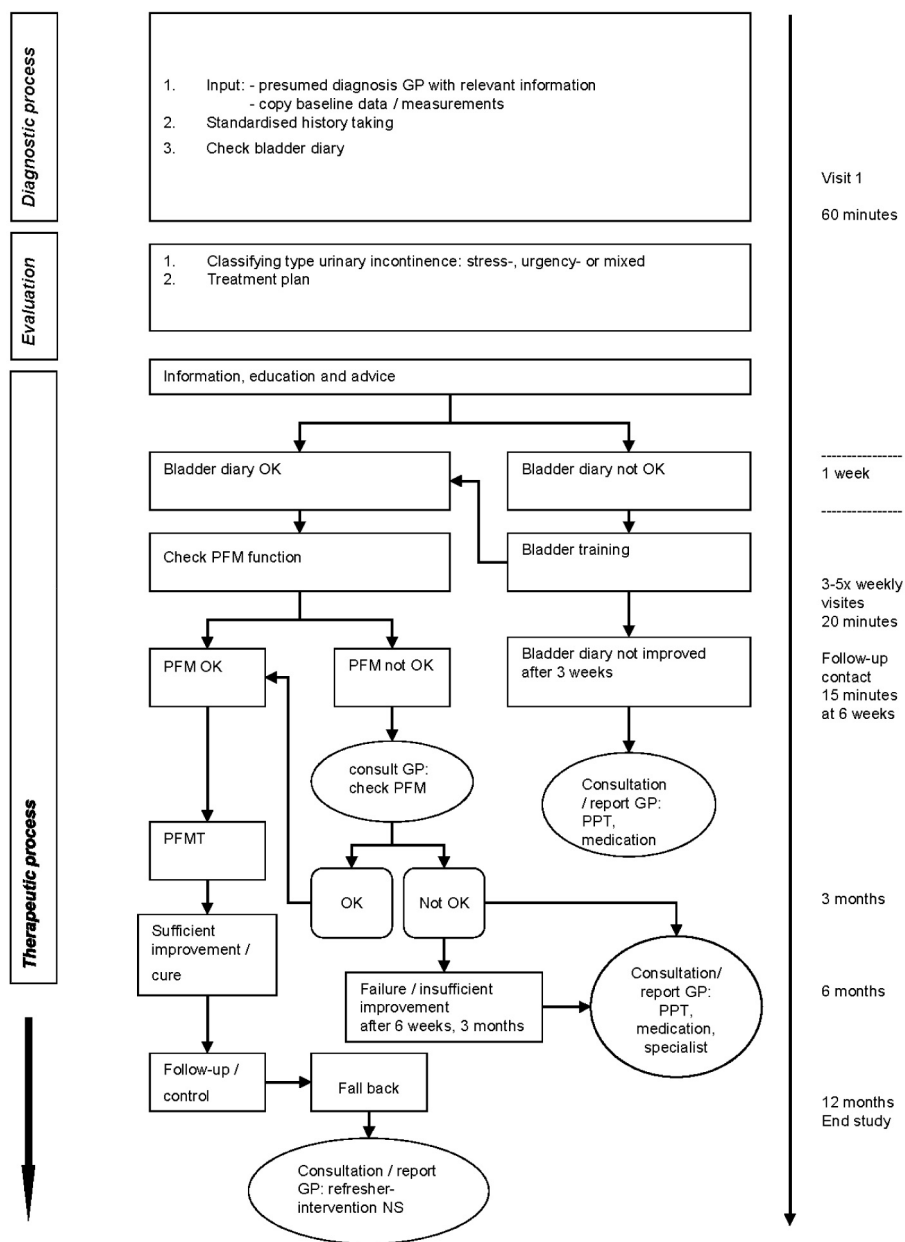 Diagnostic process
1. Input: - presumed diagnosis GP with relevant information
- copy baseline data / measurements
2. Standardised history taking
3. Check bladder diary
Visit 1
60 minutes
Evaluation
1. Classifying type urinary incontinence: stress-, urgency- or mixed
2. Treatment plan
Therapeutic process
Information, education and advice
Bladder diary OK
Bladder diary not OK
1 week
Check PFM function
Bladder training
3-5x weekly
visites
20 minutes
PFM OK
PFM not OK
Bladder diary not improved
after 3 weeks
Follow-up
contact
15 minutes
at 6 weeks
consult GP:
check PFM
Consultation
/ report GP:
PPT,
medication
PFMT
OK
Not OK
3 months
Sufficient
improvement /
cure
Failure / insufficient
improvement
after 6 weeks, 3 months
Consultation/
report GP:
PPT,
medication,
specialist
6 months
Follow-up /
control
Fall back
12 months
End study
Consultation / report
GP: refresher-
intervention NS